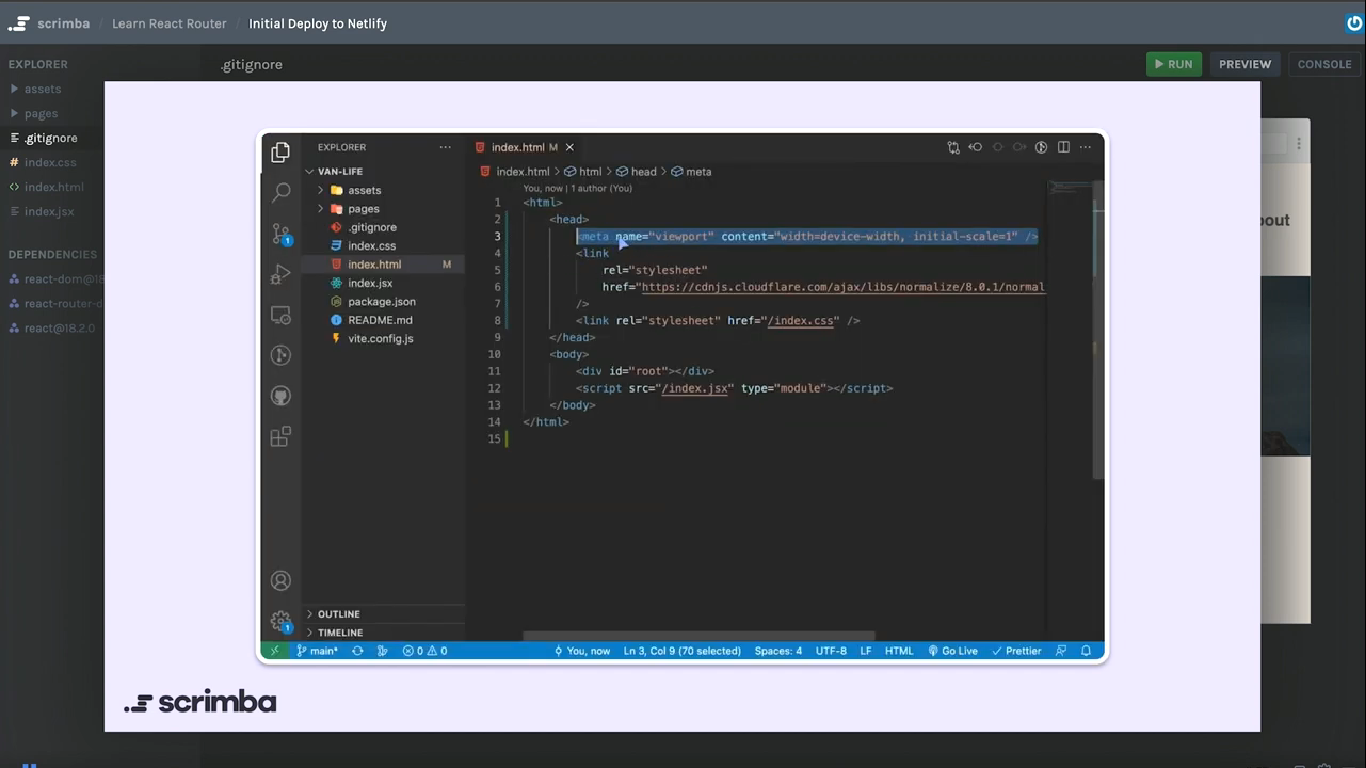 scrimba / Learn React Router / Initial Deploy to Netlify
EXPLORER
assets
pages
.gitignore
index.css
index.html
index.jsx
DEPENDENCIES
react-dom@18
react-router-d
react@18.2.0
.gitignore
RUN
PREVIEW
CONSOLE
bout
EXPLORER
VAN-LIFE
assets
pages
.gitignore
index.css
index.html M
index.jsx
package.json
README.md
vite.config.js
OUTLINE
TIMELINE
index.html M
index.html > html > head > meta
You, now | 1 author (You)
1 <html>
2 <head>
3 <meta name="viewport" content="width=device-width, initial-scale=1" />
4 <link
5 rel="stylesheet"
6 href="https://cdnjs.cloudflare.com/ajax/libs/normalize/8.0.1/normal
7 />
8 <link rel="stylesheet" href="/index.css" />
9 </head>
10 <body>
11 <div id="root"></div>
12 <script src="/index.jsx" type="module"></script>
13 </body>
14 </html>
15
1
1
main* 0 0 You, now Ln 3, Col 9 (70 selected) Spaces: 4 UTF-8 LF HTML Go Live Prettier
scrimba